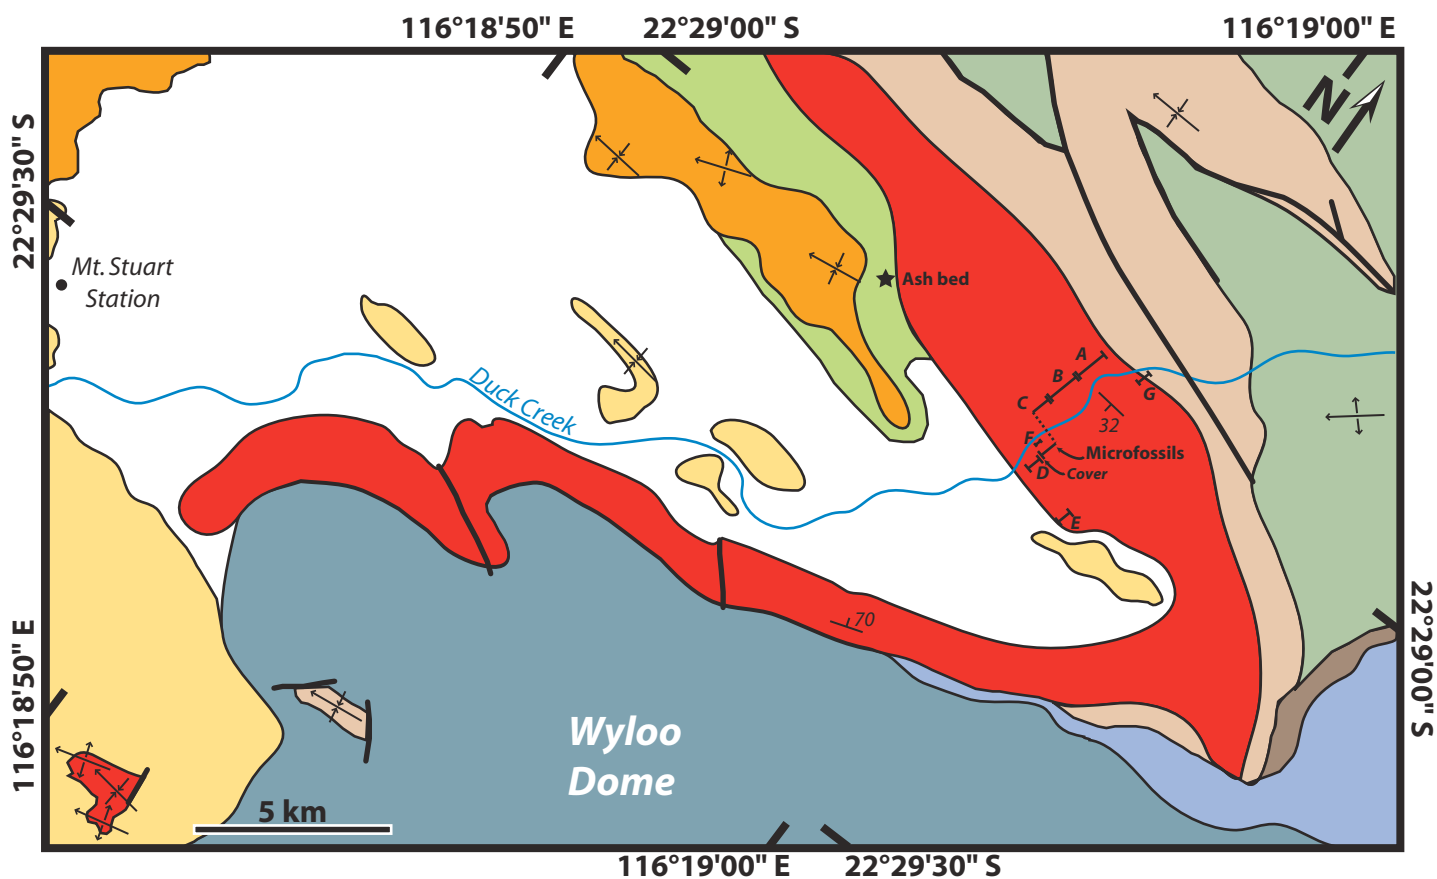 116°18'50" E
22°29'00" S
116°19'00" E
N
22°29'30" S
Mt. Stuart
Station
Ash bed
Duck Creek
A
B
C
G
32
F
Microfossils
D
Cover
E
70
22°29'00" S
116°18'50" E
Wyloo
Dome
5 km
116°19'00" E
22°29'30" S